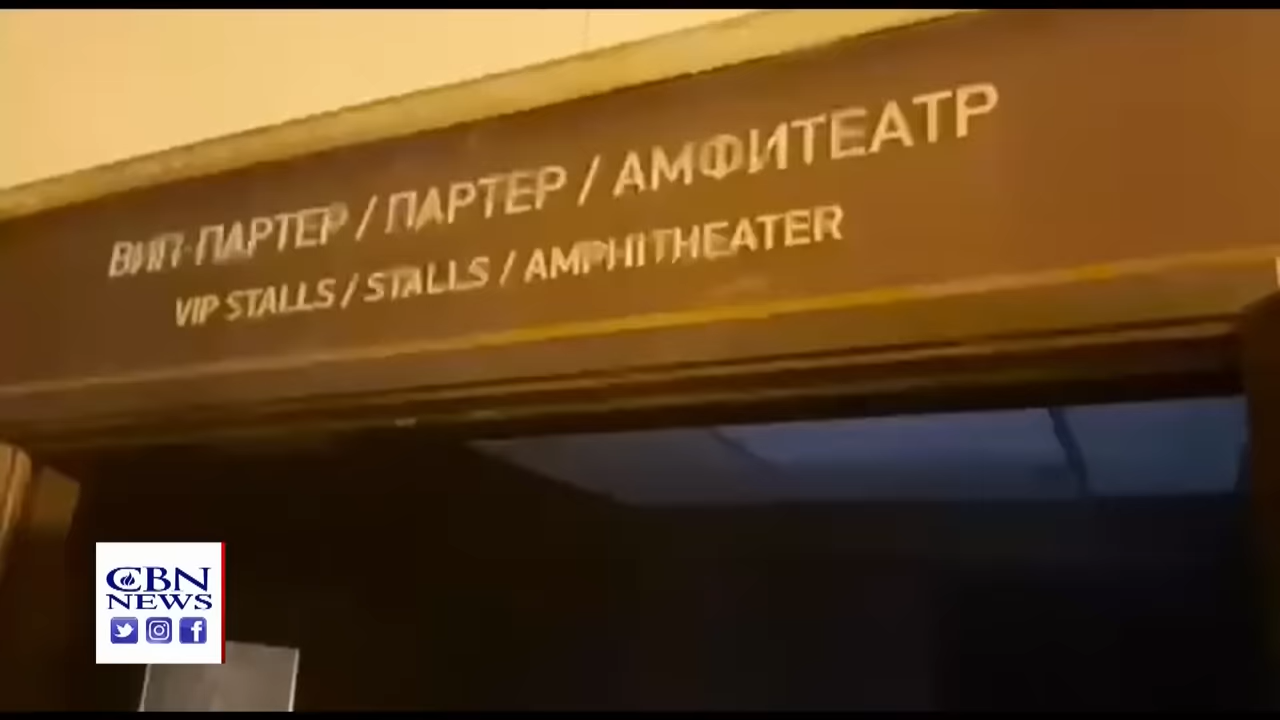 ВИП-ПАРТЕР / ПАРТЕР / АМФИТЕАТР
VIP STALLS / STALLS / AMPHITHEATER
CBN
NEWS